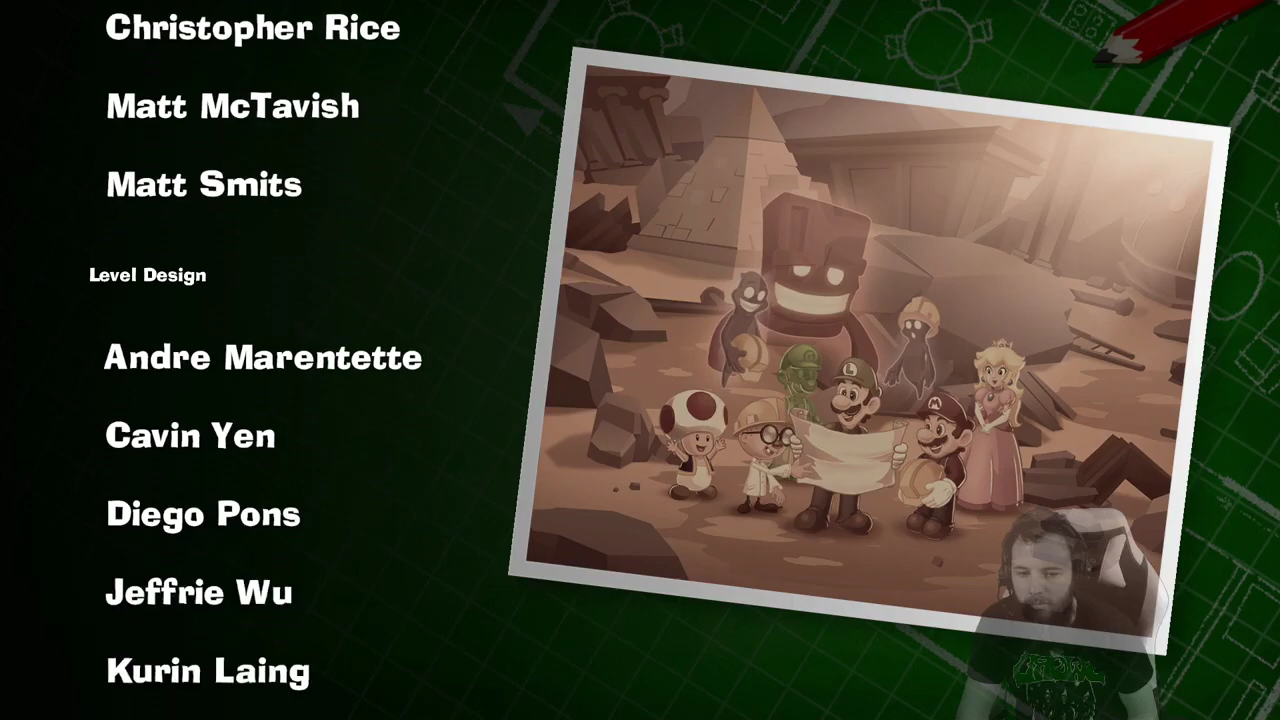 Christopher Rice
Matt McTavish
Matt Smits
Level Design
Andre Marentette
Cavin Yen
Diego Pons
Jeffrie Wu
Kurin Laing
L
M